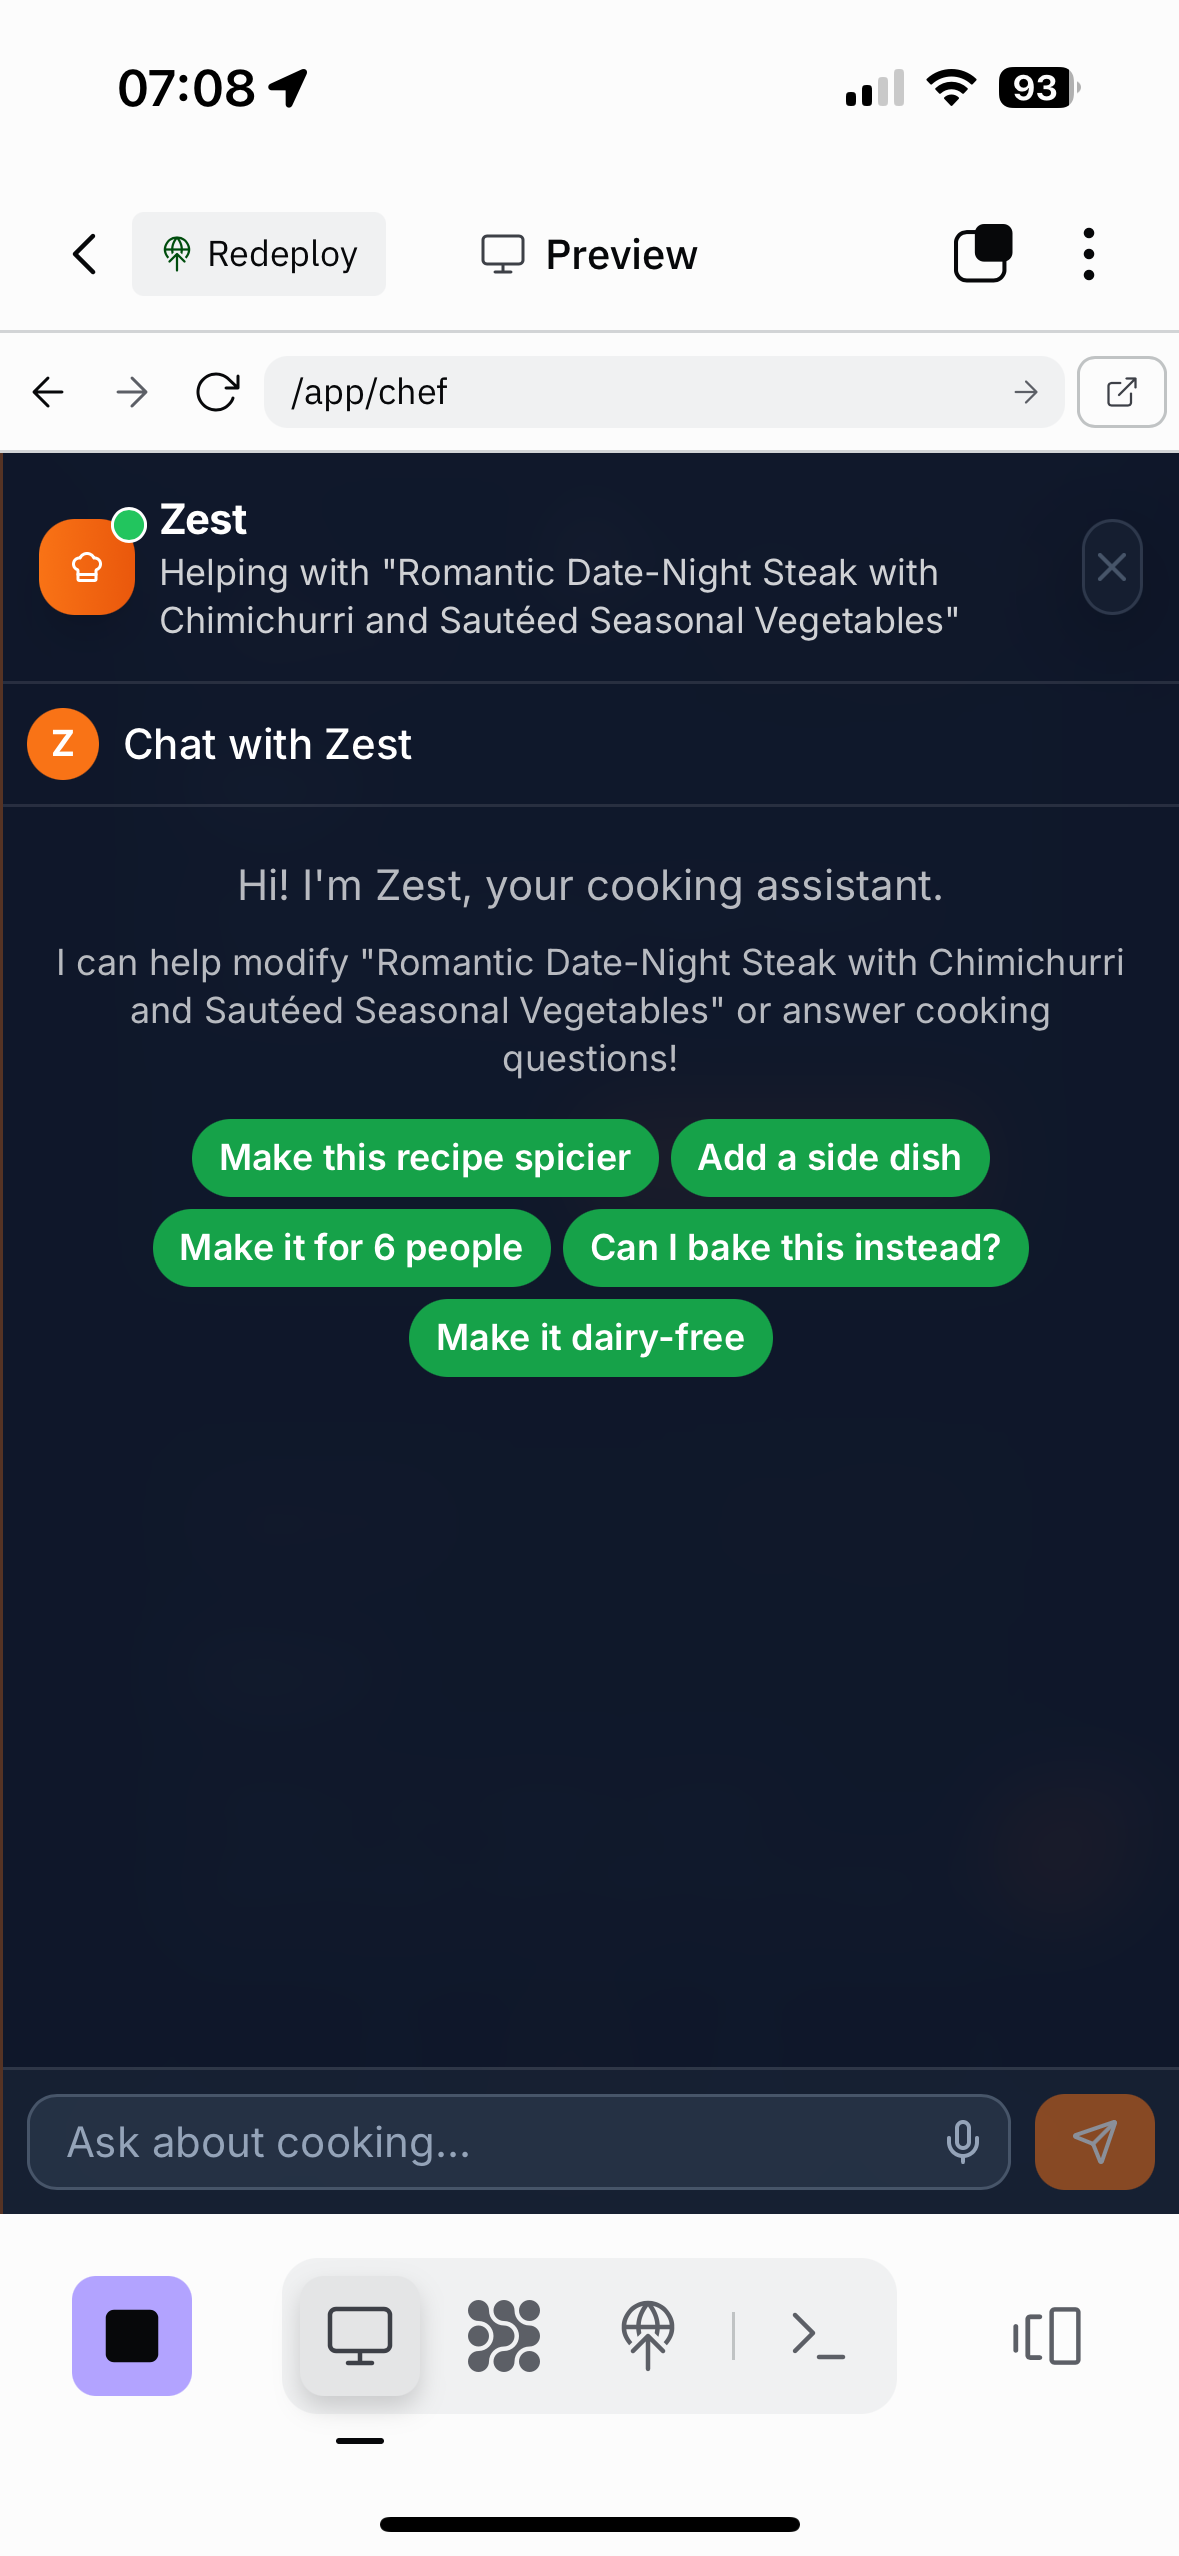 07:08
93
Redeploy
Preview
/app/chef
Zest
Helping with "Romantic Date-Night Steak with
Chimichurri and Sautéed Seasonal Vegetables"
Z
Chat with Zest
Hi! I'm Zest, your cooking assistant.
I can help modify "Romantic Date-Night Steak with Chimichurri
and Sautéed Seasonal Vegetables" or answer cooking
questions!
Make this recipe spicier
Add a side dish
Make it for 6 people
Can I bake this instead?
Make it dairy-free
Ask about cooking...